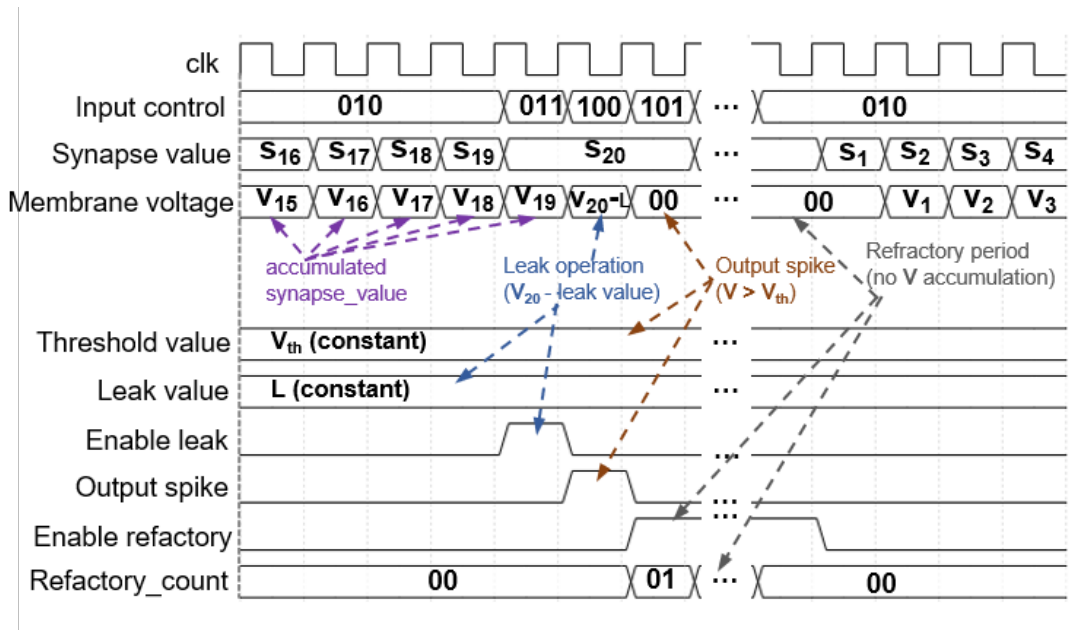 clk
Input control 010 011 100 101 ... 010
Synapse value S16 S17 S18 S19 S20 ... S1 S2 S3 S4
Membrane voltage V15 V16 V17 V18 V19 V20-L 00 ... 00 V1 V2 V3
accumulated
synapse_value
Leak operation
(V20 - leak value)
Output spike
(V > Vth)
Refractory period
(no V accumulation)
Threshold value Vth (constant) ...
Leak value L (constant) ...
Enable leak ...
Output spike ...
Enable refactory ...
Refactory_count 00 01 ... 00